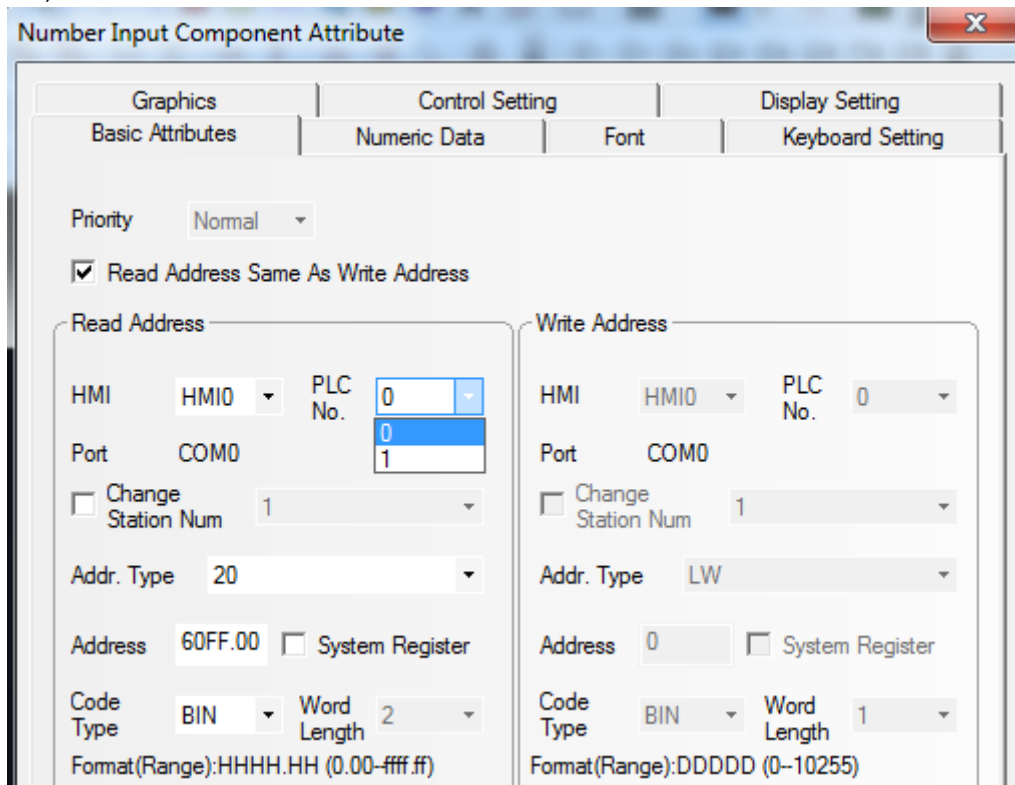 Number Input Component Attribute
Graphics Control Setting Display Setting
Basic Attributes Numeric Data Font Keyboard Setting
Priority Normal
Read Address Same As Write Address
Read Address
HMI HMI0 PLC No. 0
0
1
Port COM0
Change Station Num 1
Addr. Type 20
Address 60FF.00 System Register
Code Type BIN Word Length 2
Format(Range):HHHH.HH (0.00--ffff.ff)
Write Address
HMI HMI0 PLC No. 0
Port COM0
Change Station Num 1
Addr. Type LW
Address 0 System Register
Code Type BIN Word Length 1
Format(Range):DDDDD (0--10255)